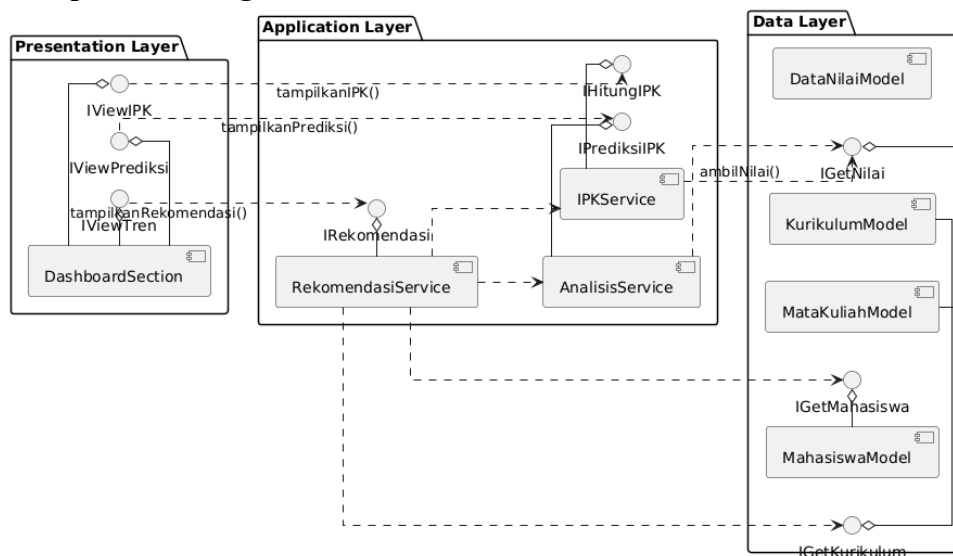 Presentation Layer
IViewIPK
IViewPrediksi
tampilkanRekomendasi()
IViewTren
DashboardSection
tampilkanIPK()
tampilkanPrediksi()
Application Layer
IHitungIPK
IPrediksiIPK
IPKService
IRekomendasi
RekomendasiService
AnalisisService
ambilNilai()
Data Layer
DataNilaiModel
IGetNilai
KurikulumModel
MataKuliahModel
IGetMahasiswa
MahasiswaModel
IGetKurikulum